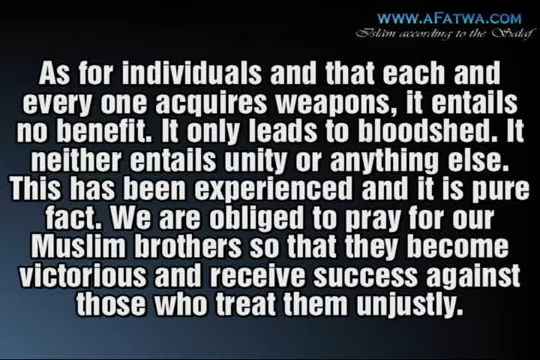 www.aFatwa.com
Islâm according to the Salaf
As for individuals and that each and
every one acquires weapons, it entails
no benefit. It only leads to bloodshed. It
neither entails unity or anything else.
This has been experienced and it is pure
fact. We are obliged to pray for our
Muslim brothers so that they become
victorious and receive success against
those who treat them unjustly.